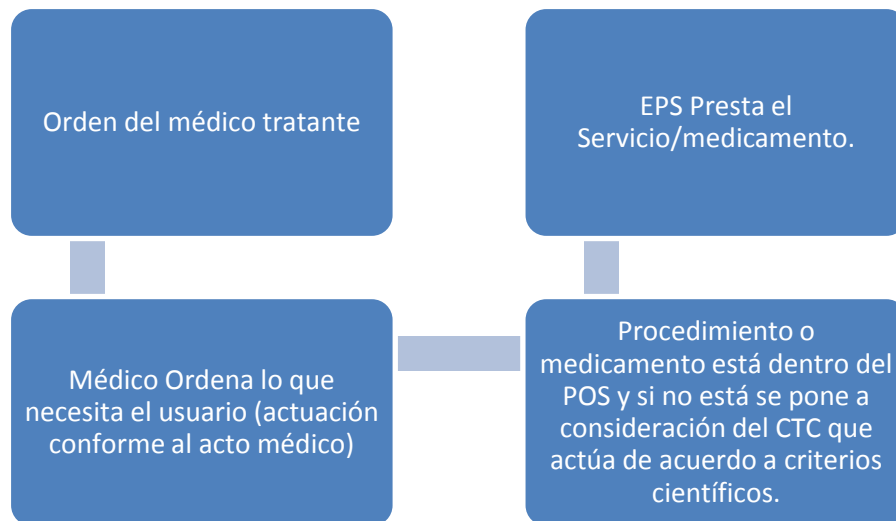 Orden del médico tratante
Médico Ordena lo que
necesita el usuario (actuación
conforme al acto médico)
Procedimiento o
medicamento está dentro del
POS y si no está se pone a
consideración del CTC que
actúa de acuerdo a criterios
científicos.
EPS Presta el
Servicio/medicamento.